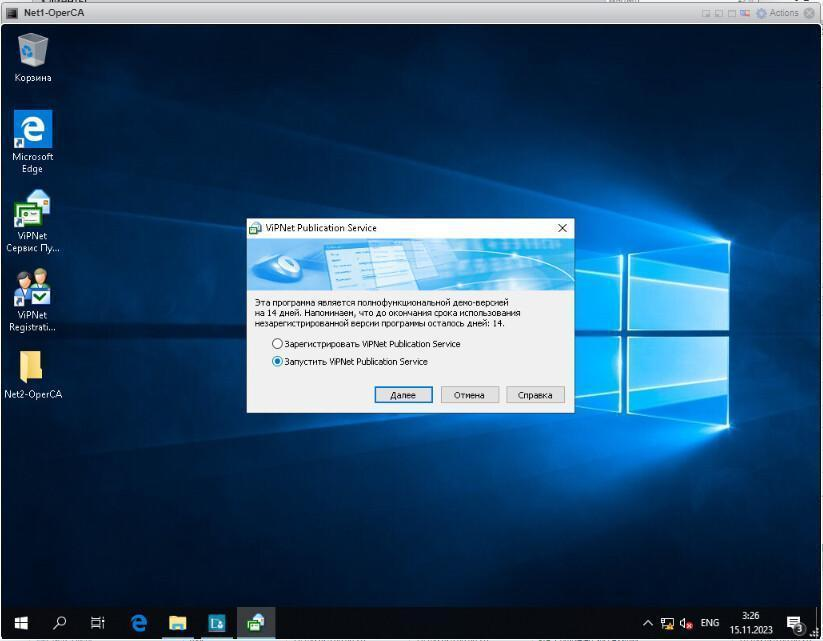 Net1-OperCA
Actions
Корзина
Microsoft
Edge
ViPNet
Сервис Пу...
ViPNet
Registrati...
Net2-OperCA
ViPNet Publication Service
Эта программа является полнофункциональной демо-версией
на 14 дней. Напоминаем, что до окончания срока использования
незарегистрированной версии программы осталось дней: 14.
Зарегистрировать ViPNet Publication Service
Запустить ViPNet Publication Service
Далее
Отмена
Справка
ENG
3:26
15.11.2023
3